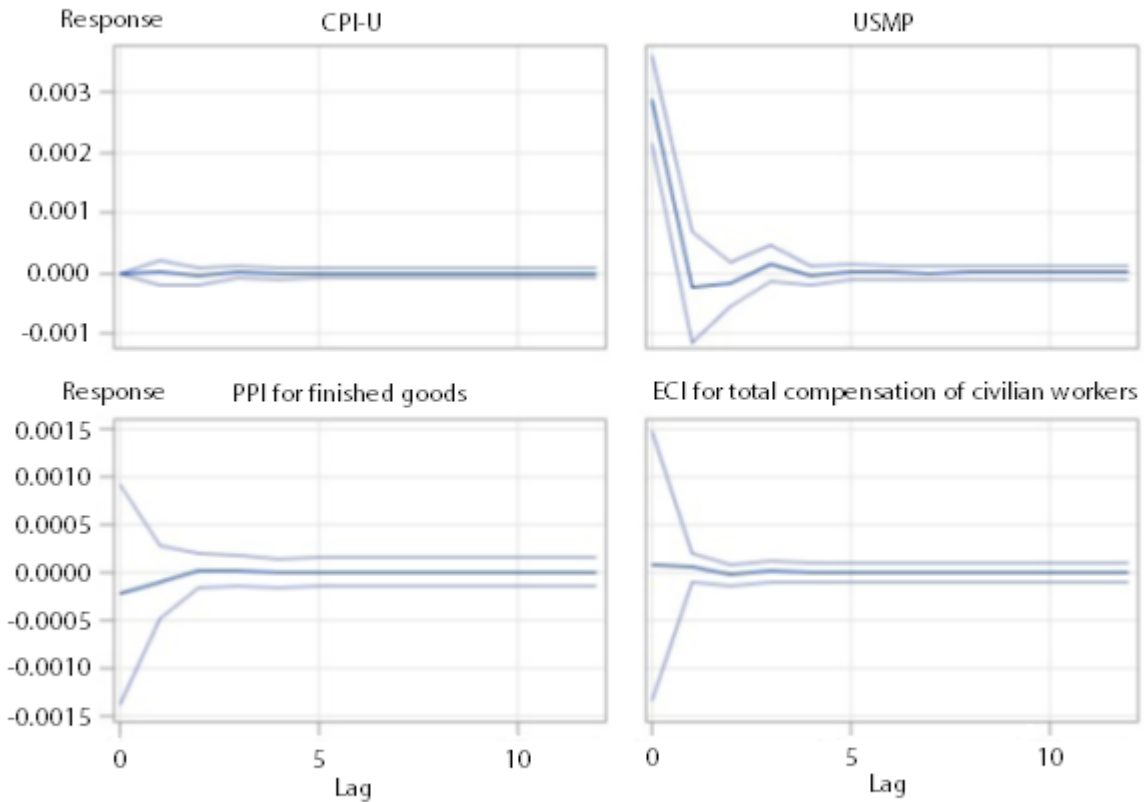 Response
CPI-U
USMP
0.003
0.002
0.001
0.000
-0.001
Response
PPI for finished goods
ECI for total compensation of civilian workers
0.0015
0.0010
0.0005
0.0000
-0.0005
-0.0010
-0.0015
0
5
10
0
5
10
Lag
Lag